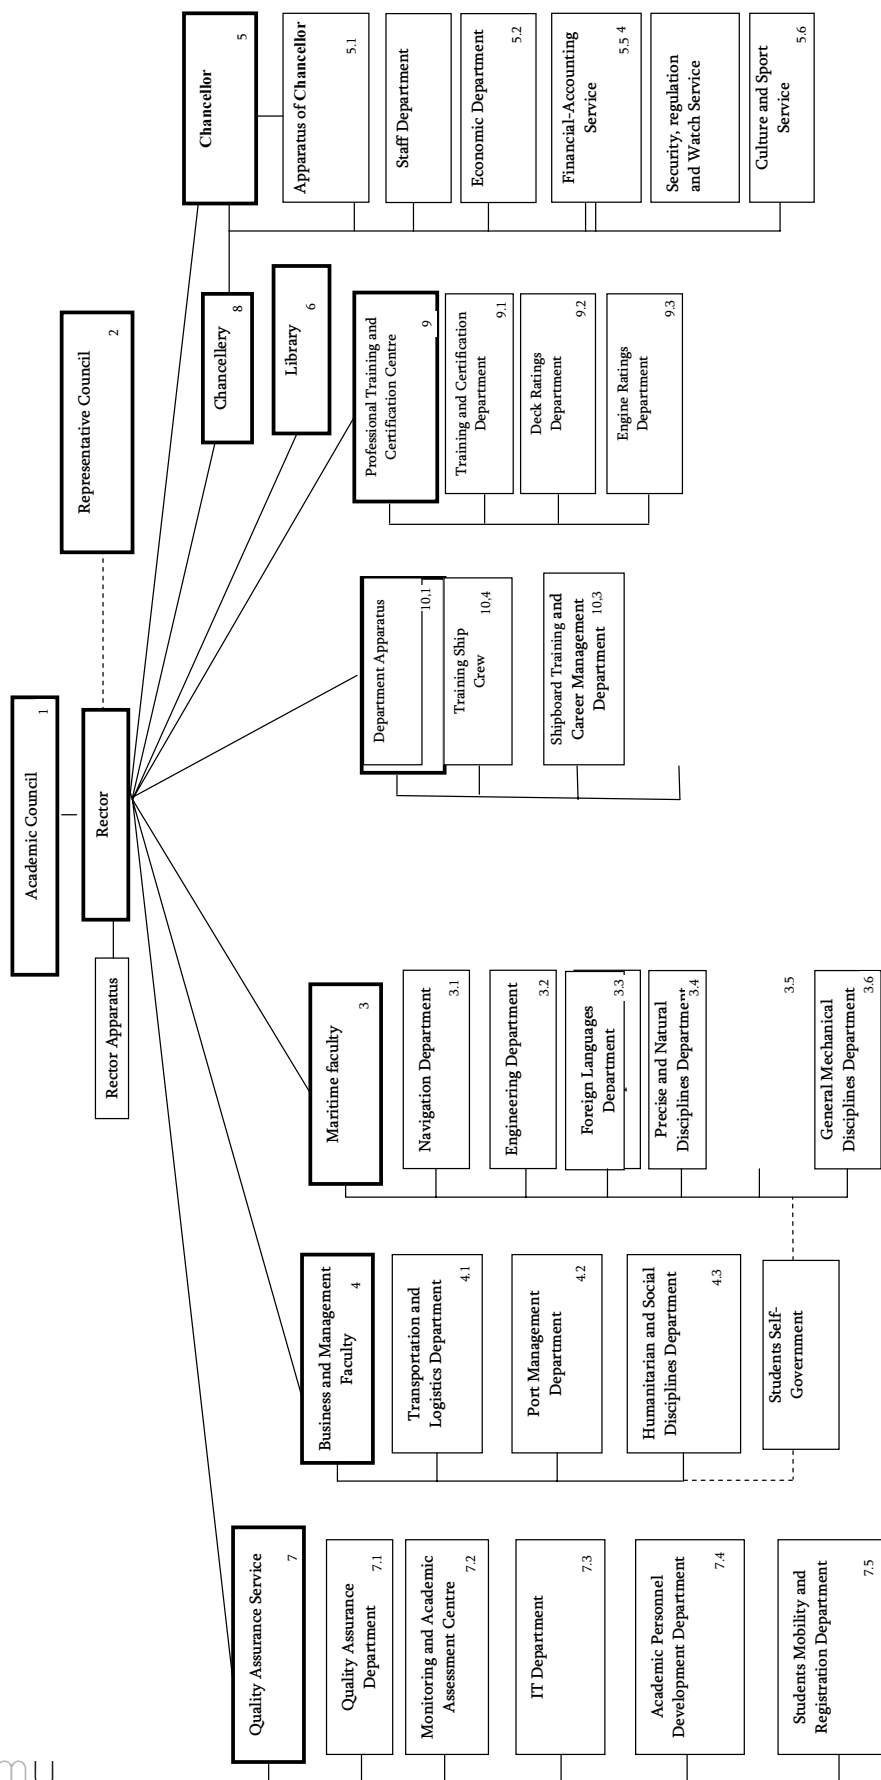 Academic Council
1
Representative Council
2
Rector
Rector Apparatus
Quality Assurance Service
7
Quality Assurance
Department
7.1
Monitoring and Academic
Assessment Centre
7.2
IT Department
7.3
Academic Personnel
Development Department
7.4
Students Mobility and
Registration Department
7.5
Business and Management
Faculty
4
Transportation and
Logistics Department
4.1
Port Management
Department
4.2
Humanitarian and Social
Disciplines Department
4.3
Students Self-
Government
Maritime faculty
3
Navigation Department
3.1
Engineering Department
3.2
Foreign Languages
Department
3.3
Precise and Natural
Disciplines Department
3.4
3.5
General Mechanical
Disciplines Department
3.6
Department Apparatus
10,1
Training Ship
Crew
10,4
Shipboard Training and
Career Management
Department
10,3
Professional Training and
Certification Centre
9
Training and Certification
Department
9.1
Deck Ratings
Department
9.2
Engine Ratings
Department
9.3
Library
6
Chancellery
8
Chancellor
5
Apparatus of Chancellor
5.1
Staff Department
Economic Department
5.2
Financial-Accounting
Service
5.5 4
Security, regulation
and Watch Service
Culture and Sport
Service
5.6